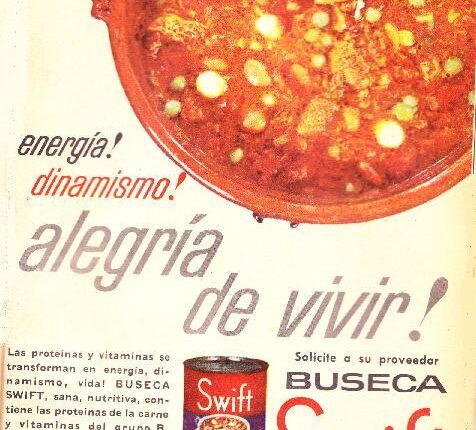 energía!
dinamismo!
alegría
de vivir!
Las proteínas y vitaminas se
transforman en energía, di-
namismo, vida! BUSECA
SWIFT, sana, nutritiva, con-
tiene las proteínas de la carne
y vitaminas del grupo B,
Swift
Solicite a su proveedor
BUSECA
Swift